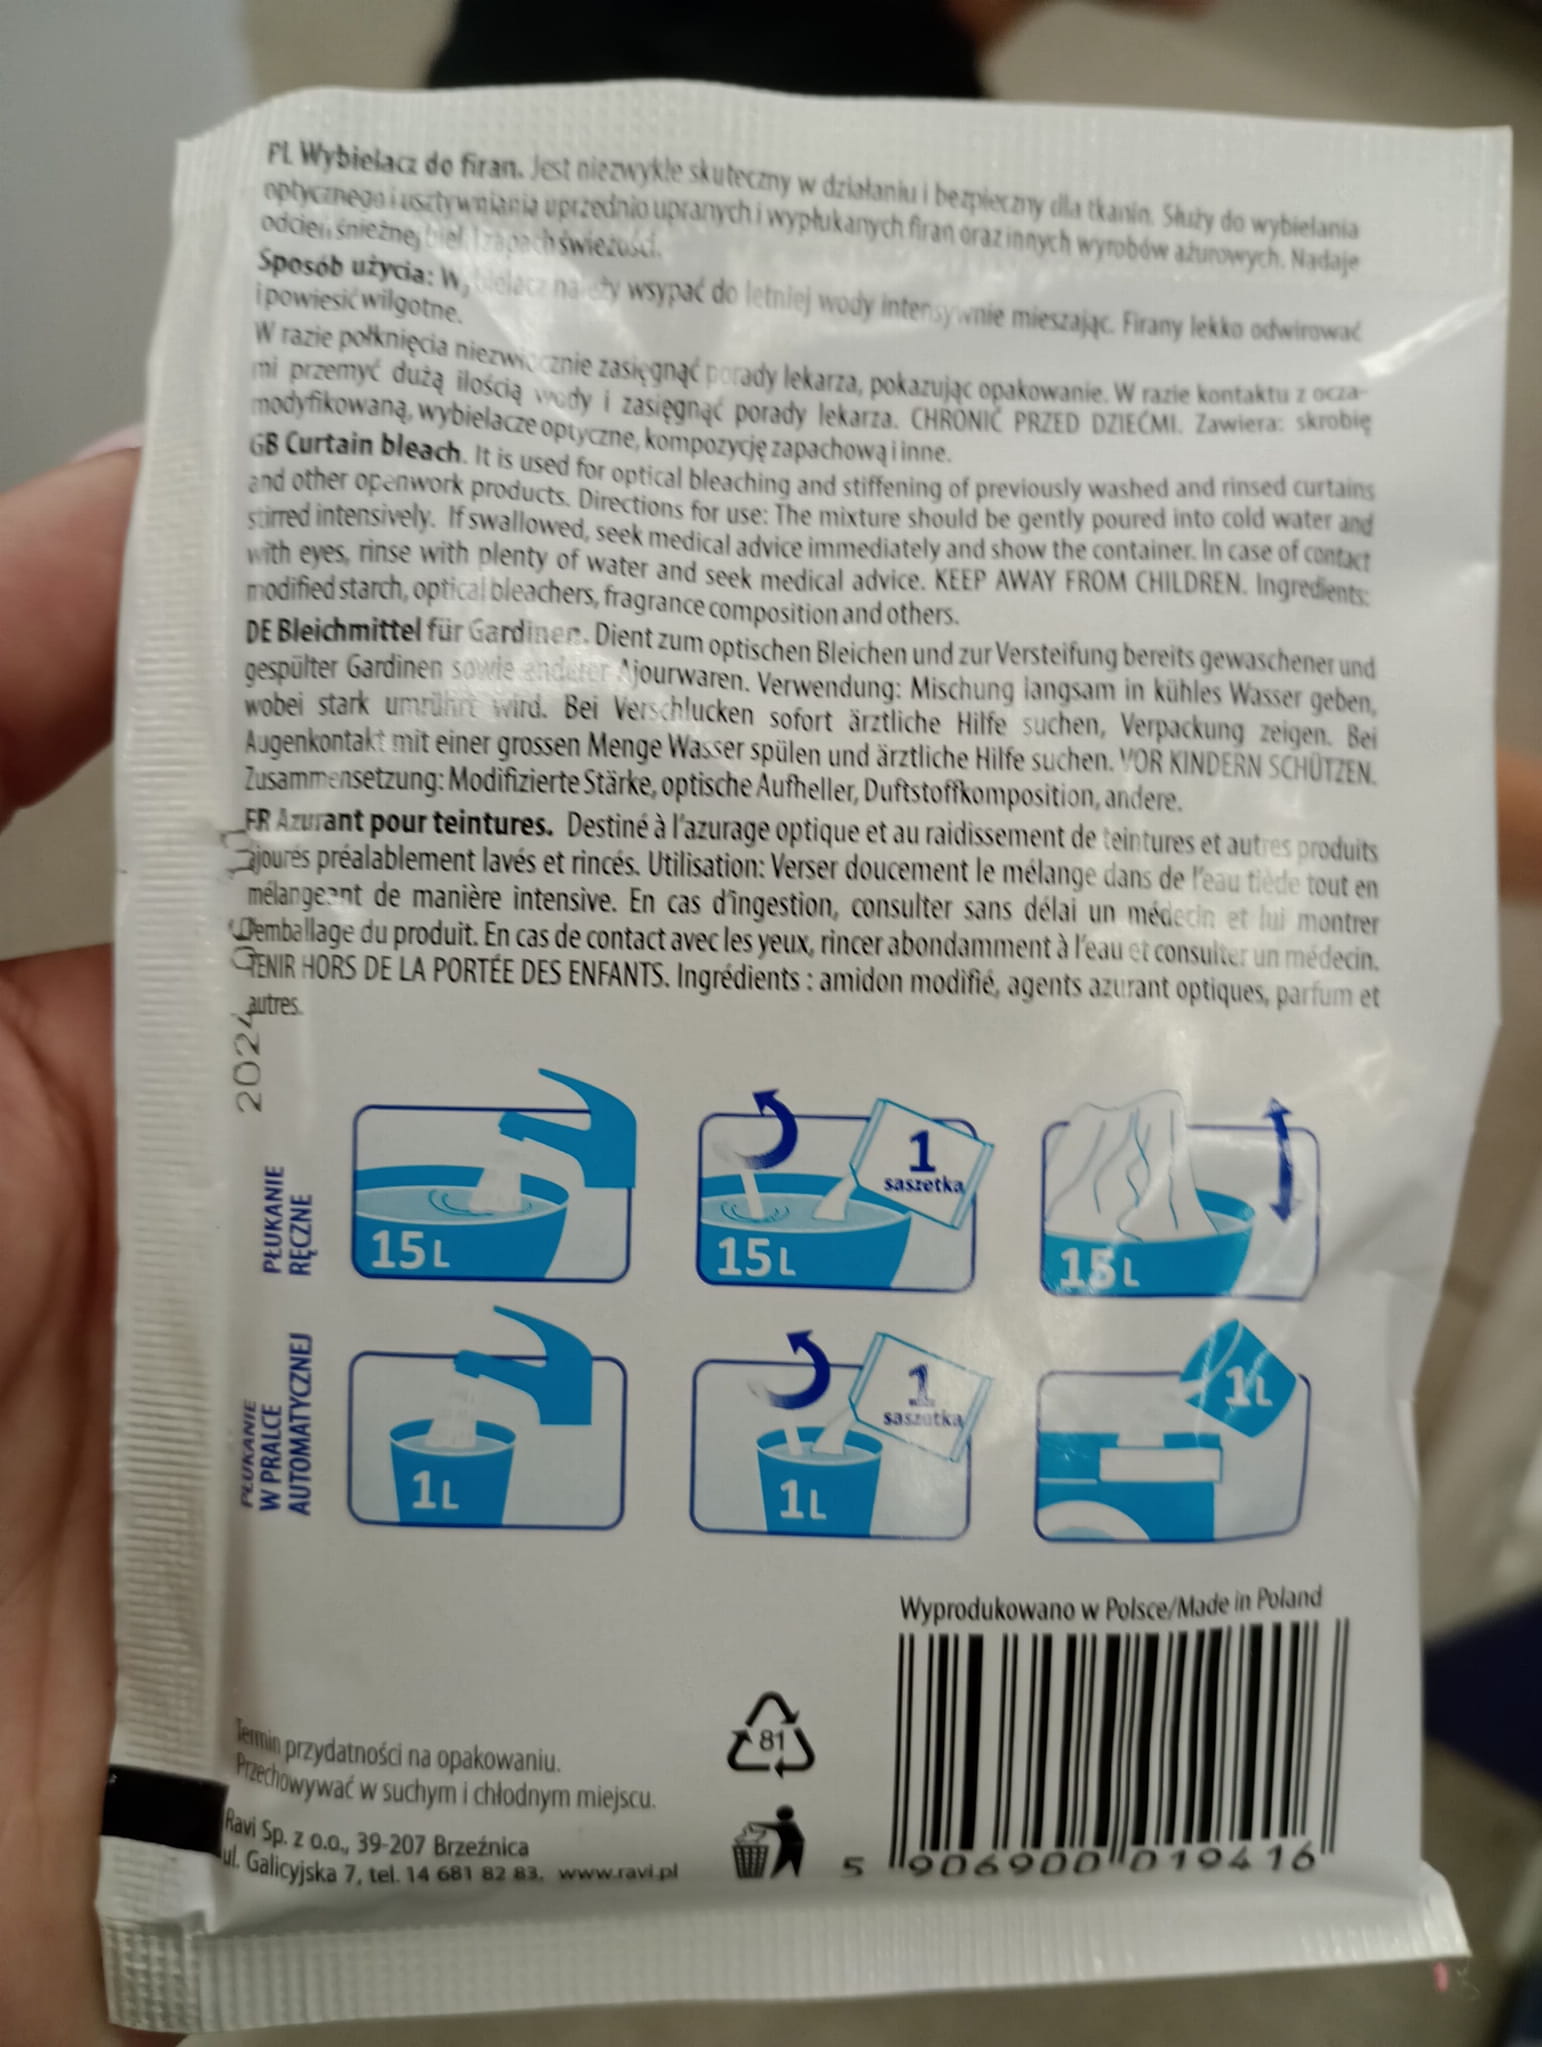 PL Wybielacz do firan. Jest niezwykle skuteczny w działaniu i bezpieczny dla tkanin. Służy do wybielania
optycznego i usztywniania uprzednio upranych i wypłukanych firan oraz innych wyrobów ażurowych. Nadaje
odcień śnieżnej bieli i zapach świeżości.
Sposób użycia: Wybielacz należy wsypać do letniej wody intensywnie mieszając. Firany lekko odwirować
i powiesić wilgotne.
W razie połknięcia niezwłocznie zasięgnąć porady lekarza, pokazując opakowanie. W razie kontaktu z ocza-
mi przemyć dużą ilością wody i zasięgnąć porady lekarza. CHRONIĆ PRZED DZIEĆMI. Zawiera: skrobię
modyfikowaną, wybielacze optyczne, kompozycję zapachową i inne.
GB Curtain bleach. It is used for optical bleaching and stiffening of previously washed and rinsed curtains
and other openwork products. Directions for use: The mixture should be gently poured into cold water and
stirred intensively. If swallowed, seek medical advice immediately and show the container. In case of contact
with eyes, rinse with plenty of water and seek medical advice. KEEP AWAY FROM CHILDREN. Ingredients:
modified starch, optical bleachers, fragrance composition and others.
DE Bleichmittel für Gardinen. Dient zum optischen Bleichen und zur Versteifung bereits gewaschener und
gespülter Gardinen sowie anderer Ajourwaren. Verwendung: Mischung langsam in kühles Wasser geben,
wobei stark umrührt wird. Bei Verschlucken sofort ärztliche Hilfe suchen, Verpackung zeigen. Bei
Augenkontakt mit einer grossen Menge Wasser spülen und ärztliche Hilfe suchen. VOR KINDERN SCHÜTZEN.
Zusammensetzung: Modifizierte Stärke, optische Aufheller, Duftstoffkomposition, andere.
FR Azurant pour teintures. Destiné à l'azurage optique et au raidissement de teintures et autres produits
ajourés préalablement lavés et rincés. Utilisation: Verser doucement le mélange dans de l'eau tiède tout en
mélangeant de manière intensive. En cas d'ingestion, consulter sans délai un médecin et lui montrer
l'emballage du produit. En cas de contact avec les yeux, rincer abondamment à l'eau et consulter un médecin.
TENIR HORS DE LA PORTÉE DES ENFANTS. Ingrédients : amidon modifié, agents azurant optiques, parfum et
autres.
2024
PŁUKANIE
RĘCZNE
15 L
1
saszetka
15 L
15 L
PŁUKANIE
W PRALCE
AUTOMATYCZNEJ
1 L
1
saszetka
1 L
1 L
Wyprodukowano w Polsce/Made in Poland
81
Termin przydatności na opakowaniu.
Przechowywać w suchym i chłodnym miejscu.
Ravi Sp. z o.o., 39-207 Brzeźnica
ul. Galicyjska 7, tel. 14 681 82 83, www.ravi.pl
5 906900 019416